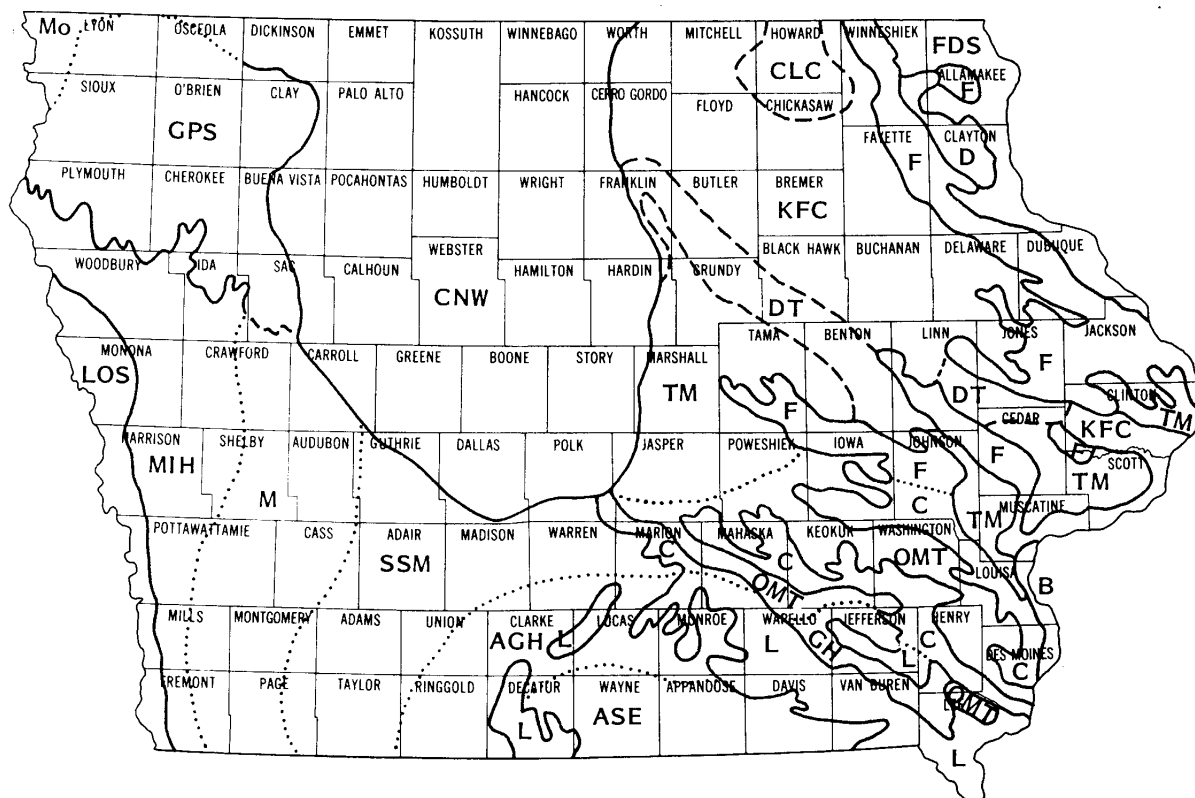 Mo LYON OSCEOLA DICKINSON EMMET KOSSUTH WINNEBAGO WORTH MITCHELL HOWARD WINNESHIEK
FDS
CLC
ALLAMAKEE
F
SIOUX O'BRIEN CLAY PALO ALTO HANCOCK CERRO GORDO FLOYD CHICKASAW
GPS
FAYETTE CLAYTON
F D
PLYMOUTH CHEROKEE BUENA VISTA POCAHONTAS HUMBOLDT WRIGHT FRANKLIN BUTLER BREMER
KFC
WEBSTER BLACK HAWK BUCHANAN DELAWARE DUBUQUE
WOODBURY IDA SAC CALHOUN HAMILTON HARDIN GRUNDY
CNW
DT
TAMA BENTON LINN JONES JACKSON
MONONA CRAWFORD CARROLL GREENE BOONE STORY MARSHALL
LOS TM F
DT CLINTON TM
F CEDAR KFC
HARRISON SHELBY AUDUBON GUTHRIE DALLAS POLK JASPER POWESHIEK IOWA JOHNSON
MIH F F F SCOTT
M C TM
TM MUSCATINE
POTTAWATTAMIE CASS ADAIR MADISON WARREN MARION MAHASKA KEOKUK WASHINGTON
SSM C C OMT
LOUISA
OMT B
MILLS MONTGOMERY ADAMS UNION CLARKE LUCAS MONROE WAPELLO JEFFERSON HENRY
AGH L L GH L C
DES MOINES
C
FREMONT PAGE TAYLOR RINGGOLD DECATUR WAYNE APPANOOSE DAVIS VAN BUREN
OMT
L ASE
L